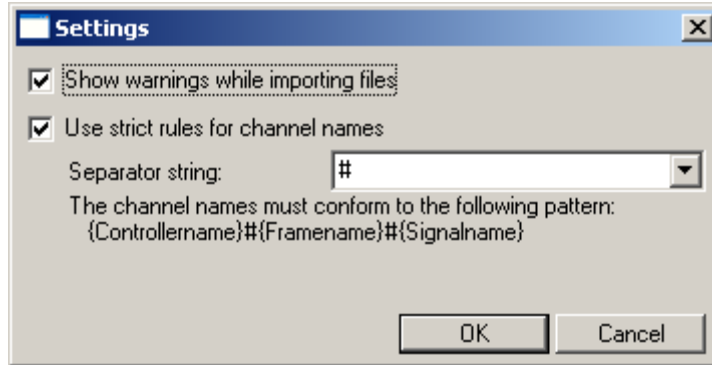 Settings
Show warnings while importing files
Use strict rules for channel names
Separator string: #
The channel names must conform to the following pattern:
{Controllername}#{Framename}#{Signalname}
OK Cancel